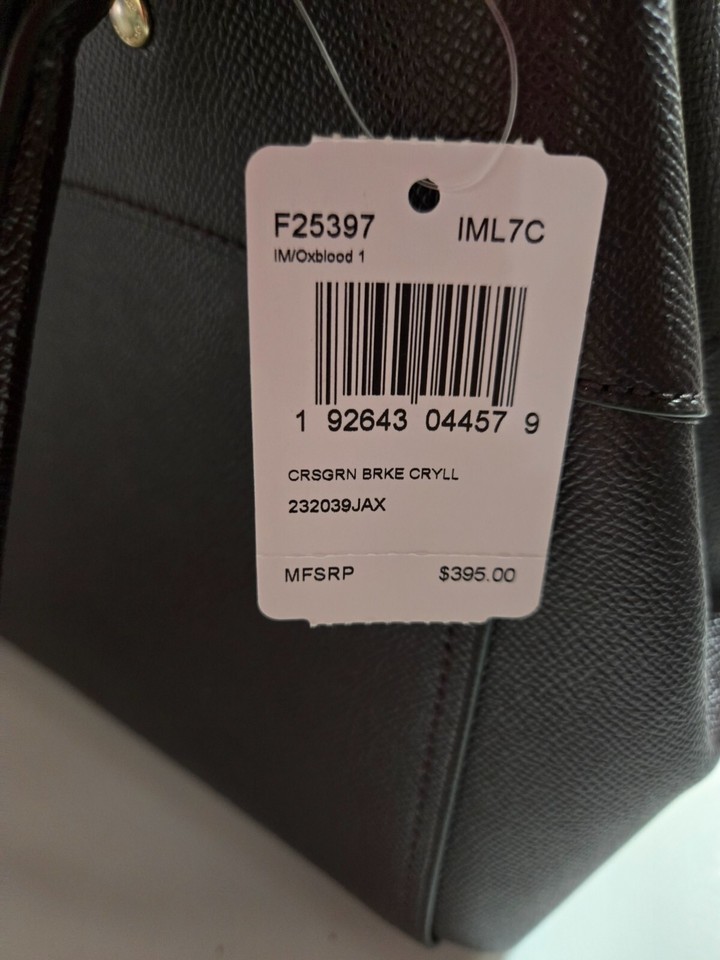 F25397 IML7C
IM/Oxblood 1
1 92643 04457 9
CRSGRN BRKE CRYLL
232039JAX
MFSRP $395.00